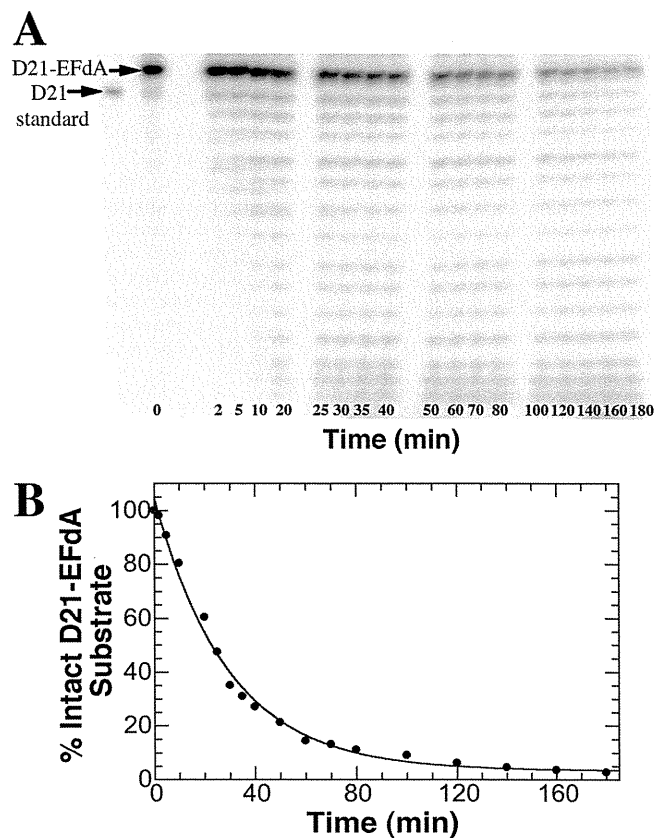 A
D21-EFdA
D21
standard
0 2 5 10 20 25 30 35 40 50 60 70 80 100 120 140 160 180
Time (min)
B
% Intact D21-EFdA
Substrate
100
80
60
40
20
0
0 40 80 120 160
Time (min)